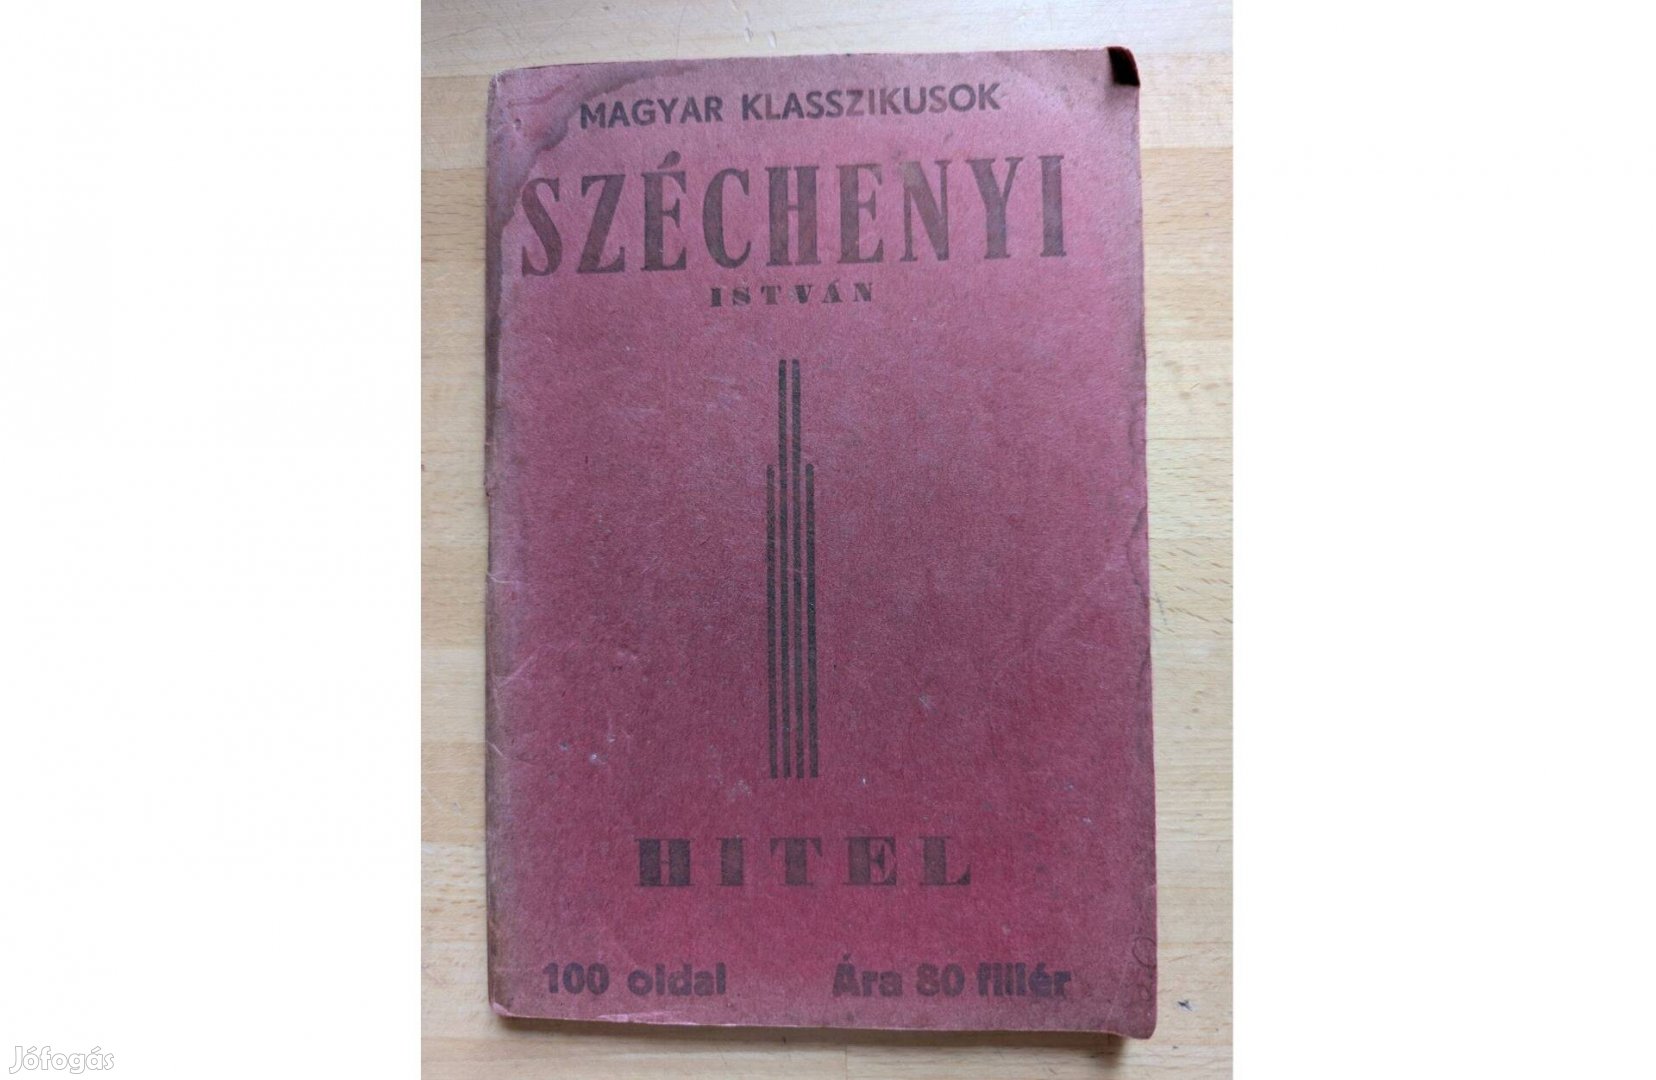 MAGYAR KLASSZIKUSOK
SZÉCHENYI
ISTVÁN
HITEL
100 oldal Ára 80 fillér
Jófogás